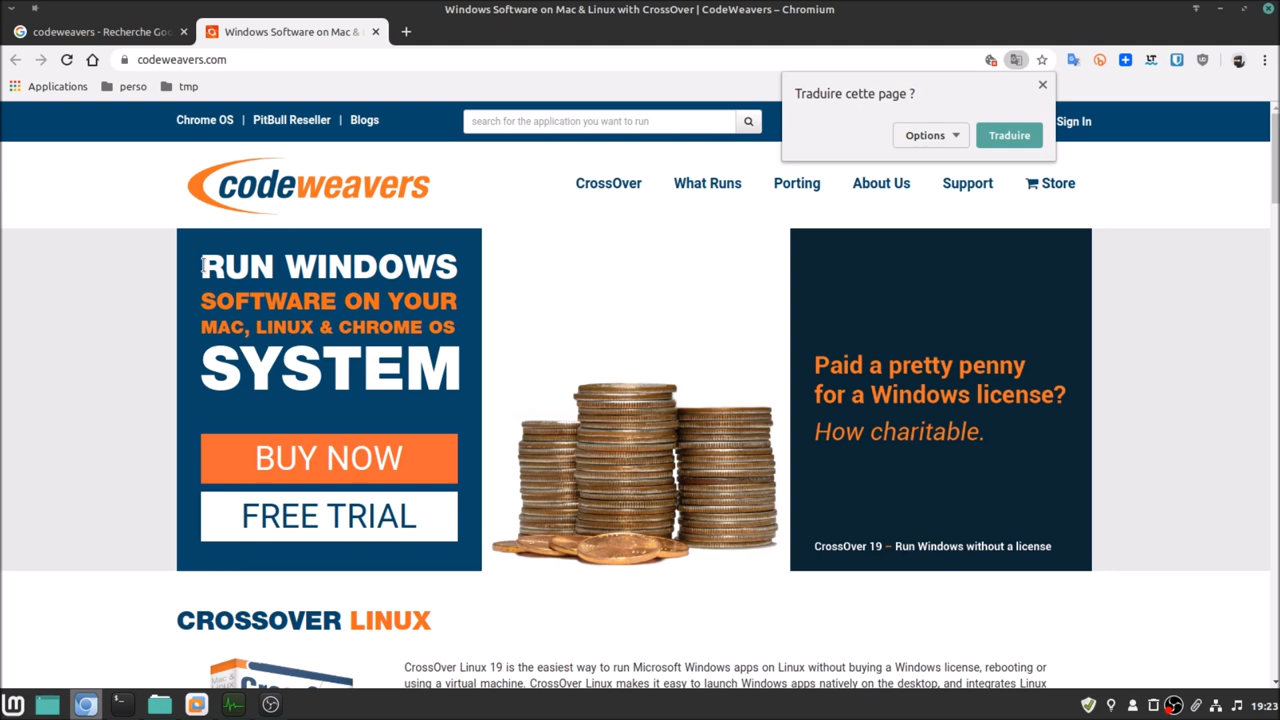 Windows Software on Mac & Linux with CrossOver | CodeWeavers – Chromium
codeweavers - Recherche Goo
Windows Software on Mac & L
codeweavers.com
Applications
perso
tmp
Traduire cette page ?
Options
Traduire
Chrome OS | PitBull Reseller | Blogs
search for the application you want to run
Sign In
codeweavers
CrossOver
What Runs
Porting
About Us
Support
Store
RUN WINDOWS
SOFTWARE ON YOUR
MAC, LINUX & CHROME OS
SYSTEM
BUY NOW
FREE TRIAL
Paid a pretty penny
for a Windows license?
How charitable.
CrossOver 19 – Run Windows without a license
CROSSOVER LINUX
CrossOver Linux 19 is the easiest way to run Microsoft Windows apps on Linux without buying a Windows license, rebooting or
using a virtual machine. CrossOver Linux makes it easy to launch Windows apps natively on the desktop, and integrates Linux
19:23